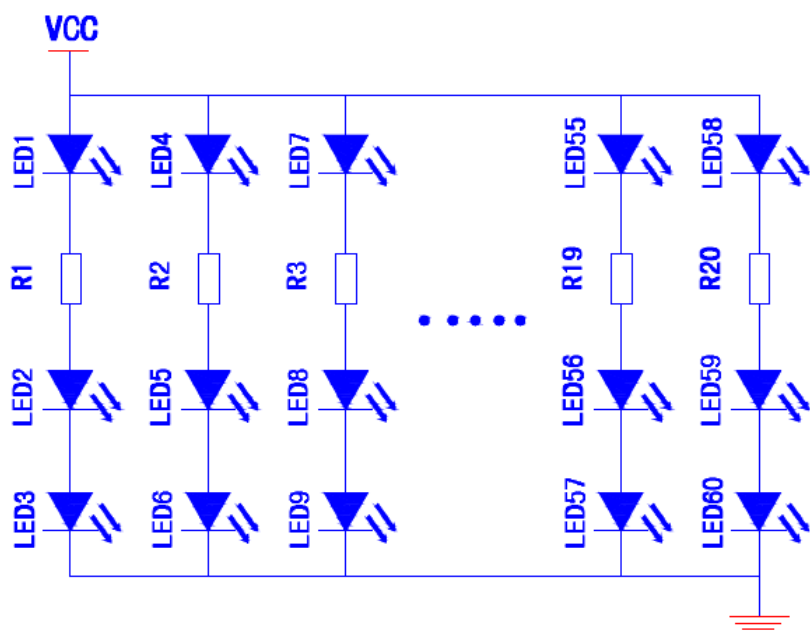 VCC
LED1 LED4 LED7 LED55 LED58
R1 R2 R3 R19 R20
LED2 LED5 LED8 LED56 LED59
LED3 LED6 LED9 LED57 LED60